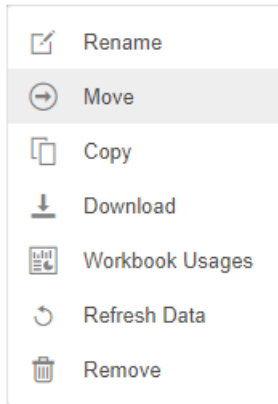 Rename
Move
Copy
Download
Workbook Usages
Refresh Data
Remove